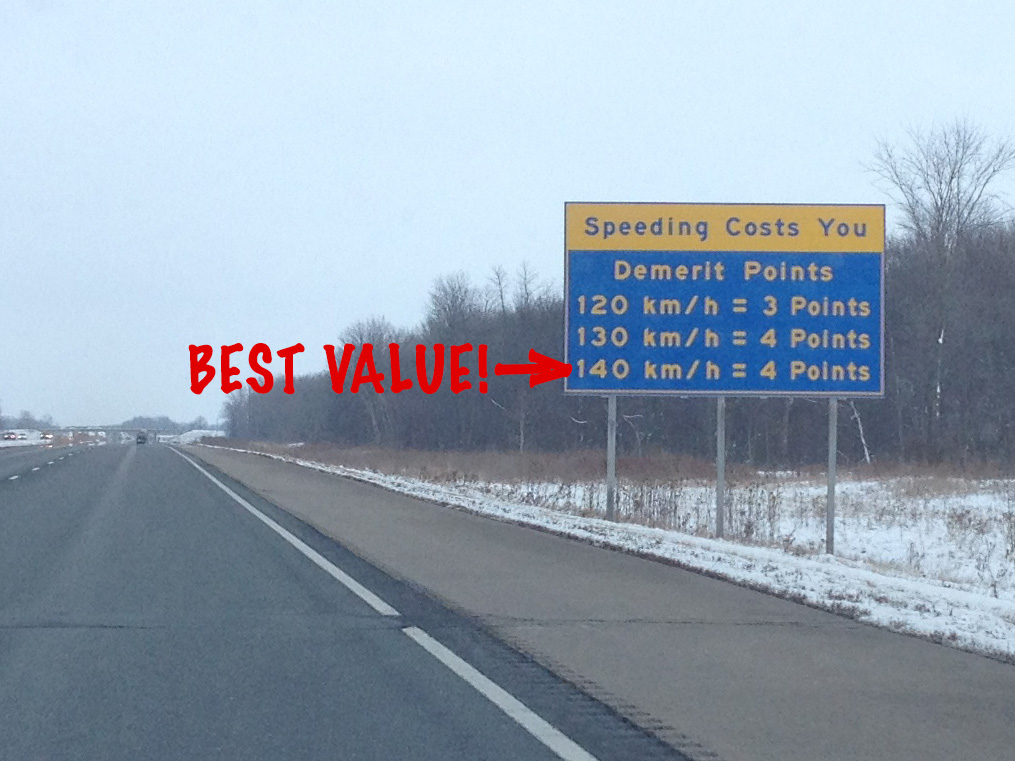 Speeding Costs You
Demerit Points
120 km/h = 3 Points
130 km/h = 4 Points
BEST VALUE!
140 km/h = 4 Points